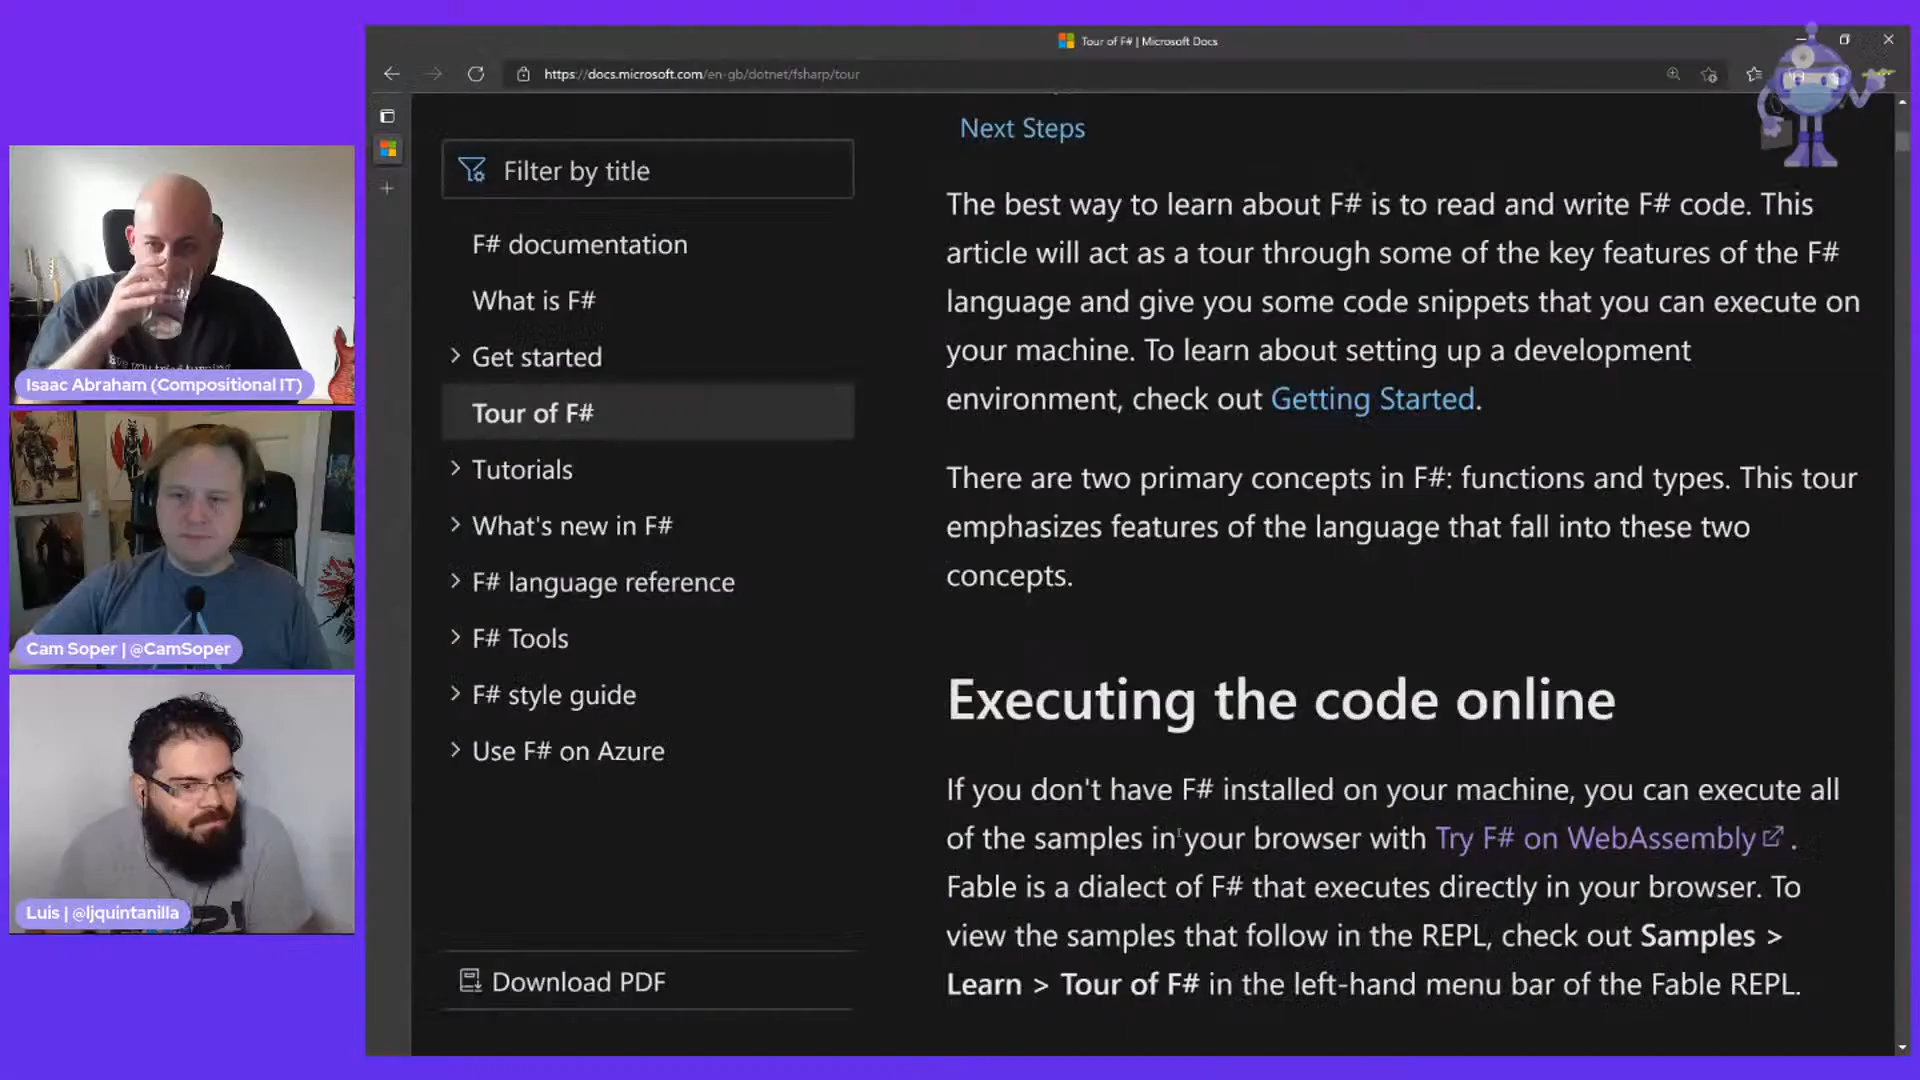 Tour of F# | Microsoft Docs
https://docs.microsoft.com/en-gb/dotnet/fsharp/tour
Filter by title
F# documentation
What is F#
Get started
Tour of F#
Tutorials
What's new in F#
F# language reference
F# Tools
F# style guide
Use F# on Azure
Download PDF
Next Steps
The best way to learn about F# is to read and write F# code. This
article will act as a tour through some of the key features of the F#
language and give you some code snippets that you can execute on
your machine. To learn about setting up a development
environment, check out Getting Started.
There are two primary concepts in F#: functions and types. This tour
emphasizes features of the language that fall into these two
concepts.
Executing the code online
If you don't have F# installed on your machine, you can execute all
of the samples in your browser with Try F# on WebAssembly.
Fable is a dialect of F# that executes directly in your browser. To
view the samples that follow in the REPL, check out Samples >
Learn > Tour of F# in the left-hand menu bar of the Fable REPL.
you tried turning
Isaac Abraham (Compositional IT)
Cam Soper | @CamSoper
Luis | @ljquintanilla